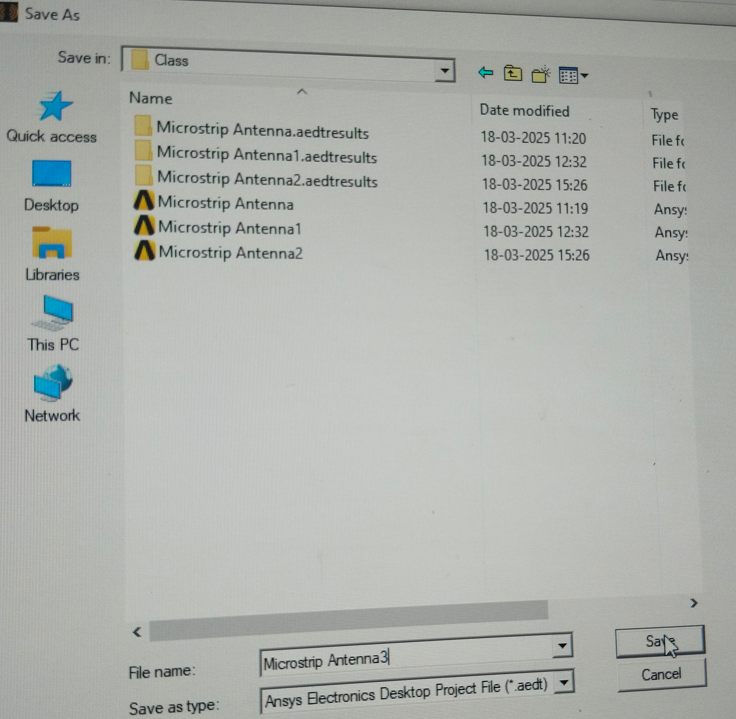 Save As
Save in: Class
Name Date modified Type
Microstrip Antenna.aedtresults 18-03-2025 11:20 File fo
Microstrip Antenna1.aedtresults 18-03-2025 12:32 File fo
Microstrip Antenna2.aedtresults 18-03-2025 15:26 File fo
Microstrip Antenna 18-03-2025 11:19 Ansys
Microstrip Antenna1 18-03-2025 12:32 Ansys
Microstrip Antenna2 18-03-2025 15:26 Ansys
Quick access
Desktop
Libraries
This PC
Network
File name: Microstrip Antenna3 Save
Save as type: Ansys Electronics Desktop Project File (*.aedt) Cancel